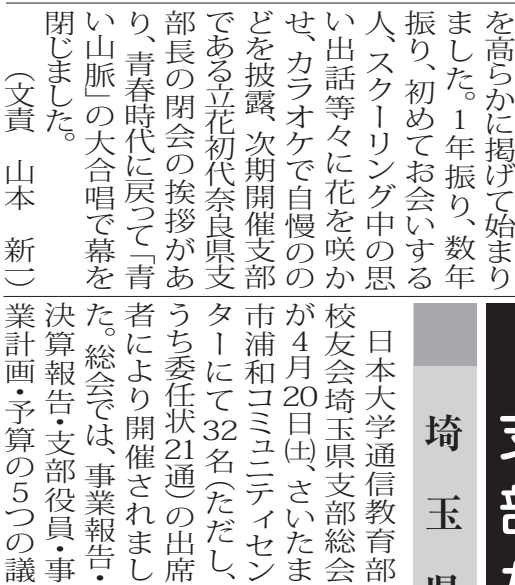 を高らかに掲げて始まり
ました。1年振り、数年
振り、初めてお会いする
人、スクーリング中の思
い出話等々に花を咲か
せ、カラオケで自慢のの
どを披露、次期開催支部
である立花初代奈良県支
部長の閉会の挨拶があ
り、青春時代に戻って「青
い山脈」の大合唱で幕を
閉じました。
（文責　山本　新一）
支部
埼玉県
日本大学通信教育部
校友会埼玉県支部総会
が4月20日㈯、さいたま
市浦和コミュニティセン
ターにて32名（ただし、
うち委任状21通）の出席
者により開催されまし
た。総会では、事業報告・
決算報告・支部役員・事
業計画・予算の5つの議